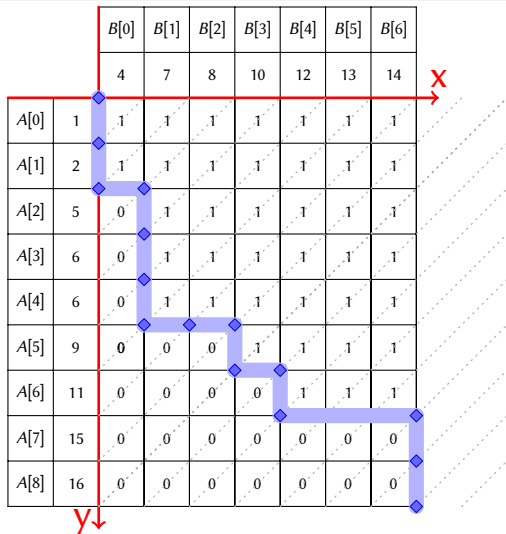 B[0] B[1] B[2] B[3] B[4] B[5] B[6]
4 7 8 10 12 13 14
x
A[0] 1 1 1 1 1 1 1 1
A[1] 2 1 1 1 1 1 1 1
A[2] 5 0 1 1 1 1 1 1
A[3] 6 0 1 1 1 1 1 1
A[4] 6 0 1 1 1 1 1 1
A[5] 9 0 0 0 1 1 1 1
A[6] 11 0 0 0 0 1 1 1
A[7] 15 0 0 0 0 0 0 0
A[8] 16 0 0 0 0 0 0 0
y